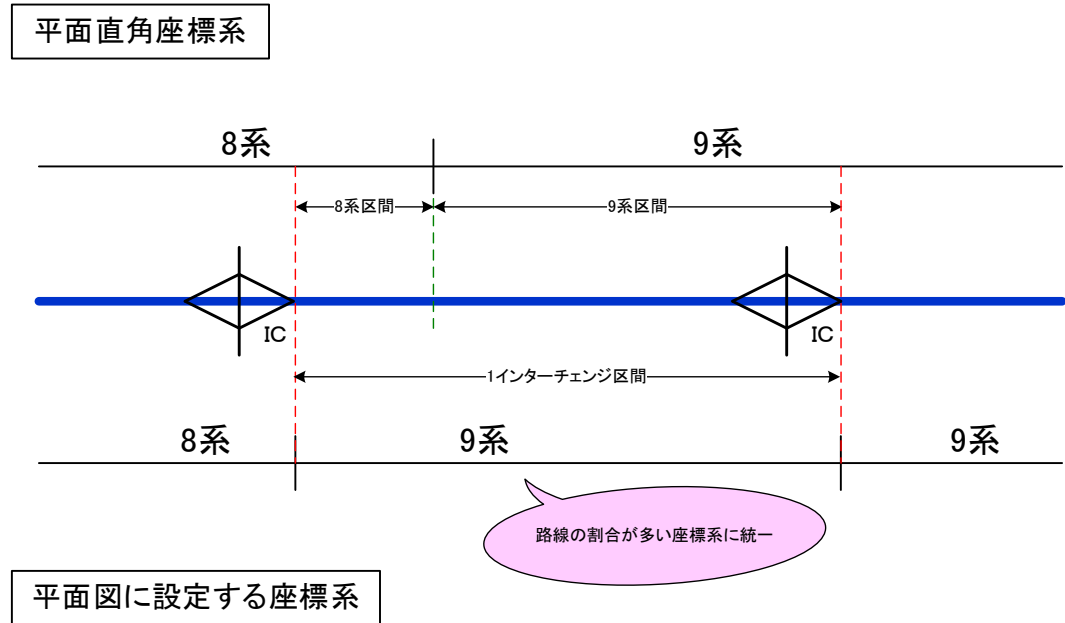 平面直角座標系
8系
9系
8系区間
9系区間
IC
IC
1インターチェンジ区間
8系
9系
9系
路線の割合が多い座標系に統一
平面図に設定する座標系